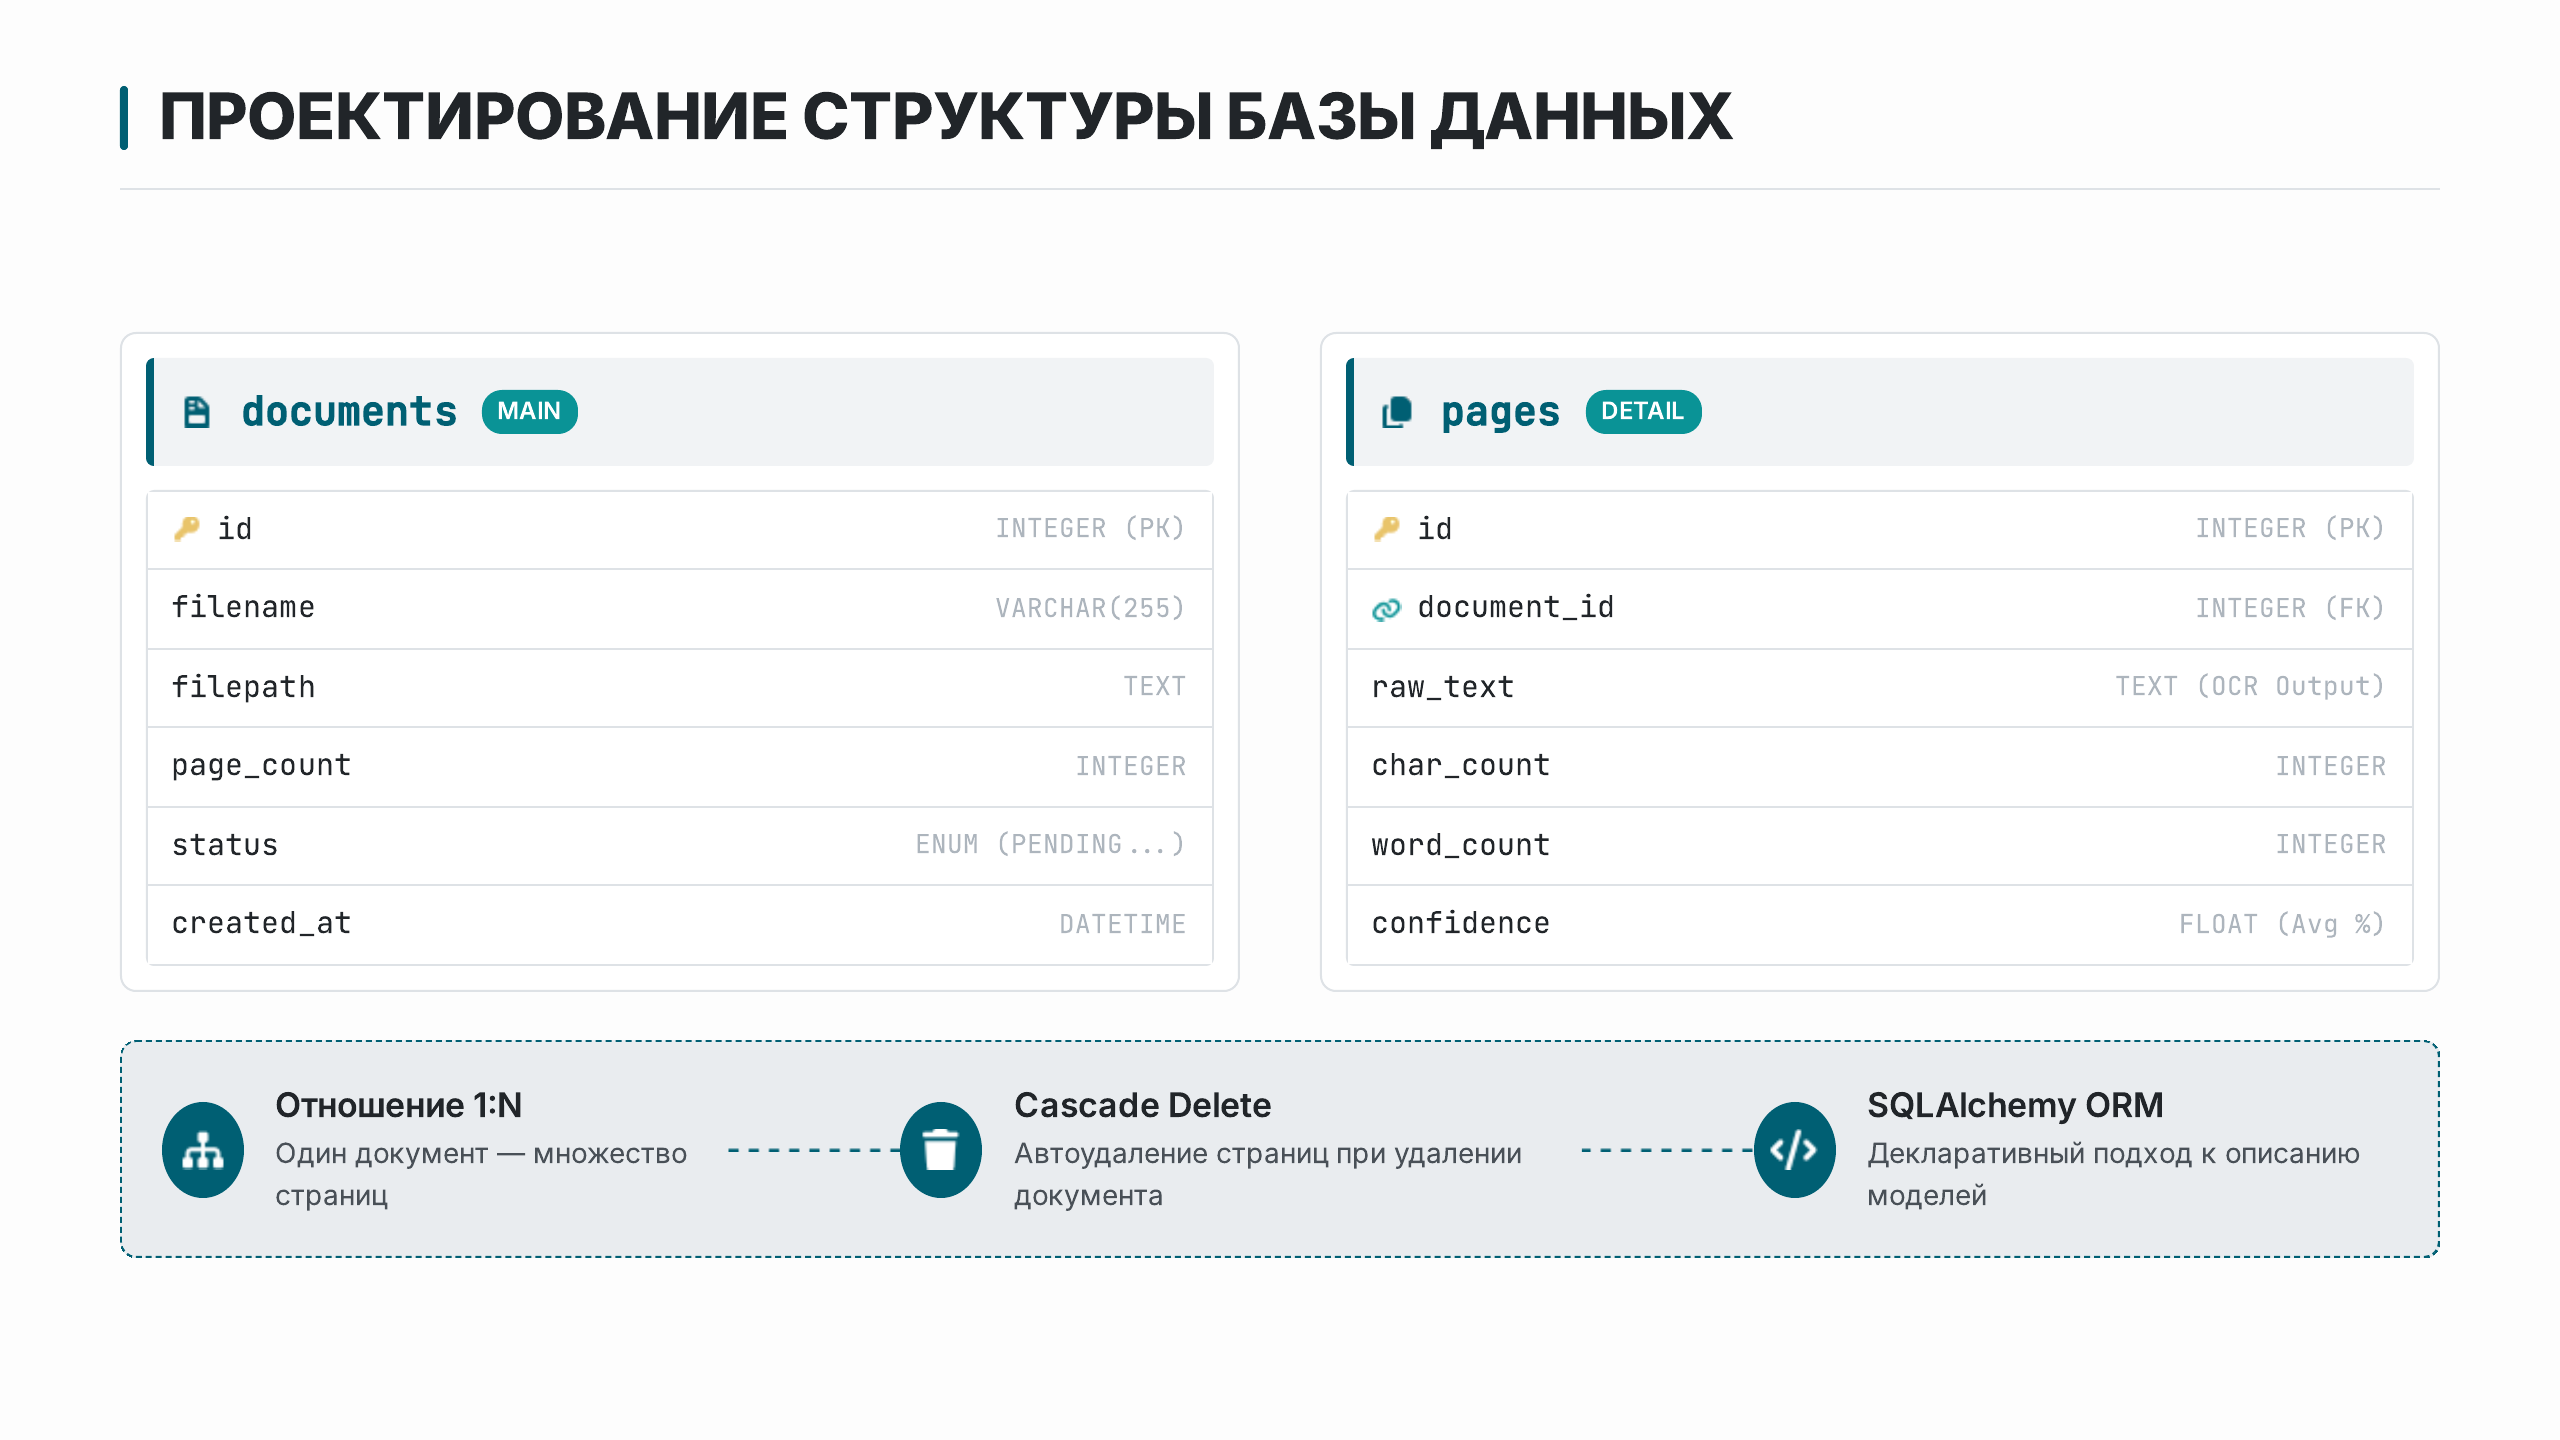 ПРОЕКТИРОВАНИЕ СТРУКТУРЫ БАЗЫ ДАННЫХ
documents MAIN
id INTEGER (PK)
filename VARCHAR(255)
filepath TEXT
page_count INTEGER
status ENUM (PENDING...)
created_at DATETIME
pages DETAIL
id INTEGER (PK)
document_id INTEGER (FK)
raw_text TEXT (OCR Output)
char_count INTEGER
word_count INTEGER
confidence FLOAT (Avg %)
Отношение 1:N
Один документ — множество
страниц
Cascade Delete
Автоудаление страниц при удалении
документа
SQLAlchemy ORM
Декларативный подход к описанию
моделей